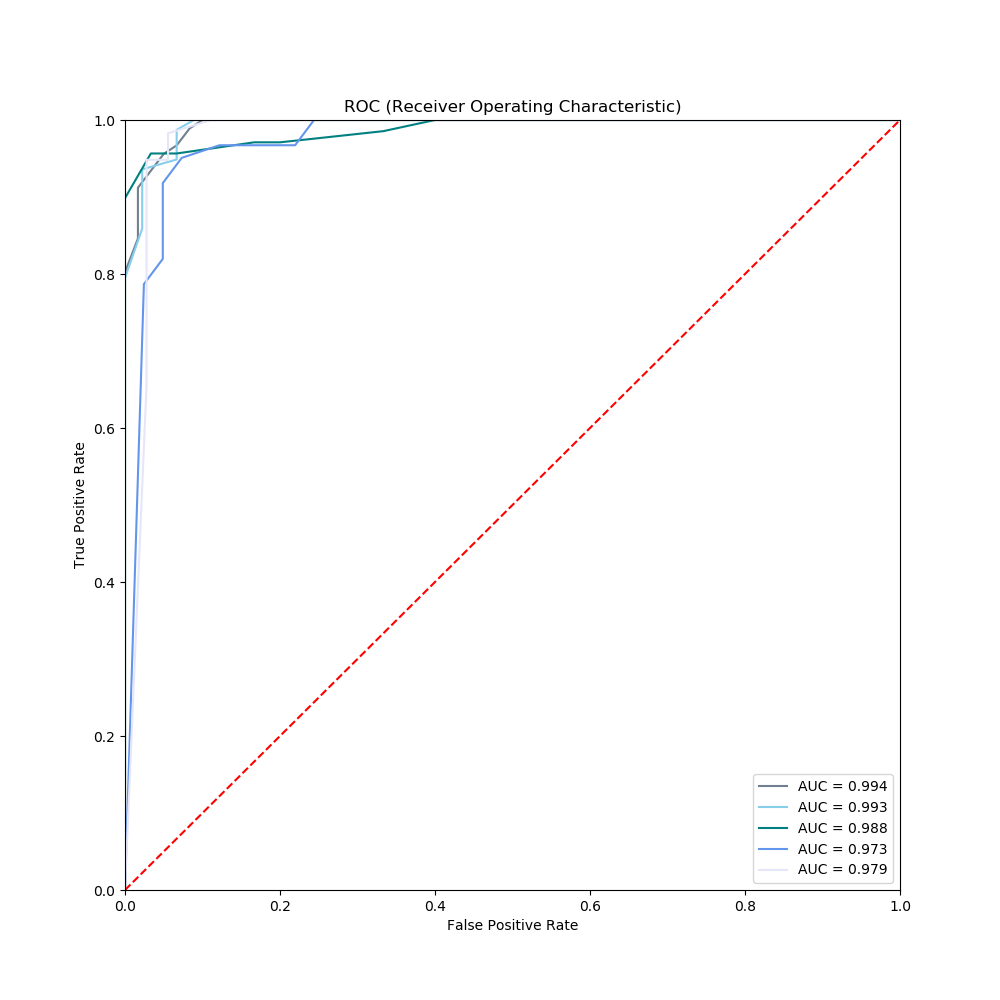 ROC (Receiver Operating Characteristic)
1.0
0.8
0.6
0.4
0.2
0.0
True Positive Rate
AUC = 0.994
AUC = 0.993
AUC = 0.988
AUC = 0.973
AUC = 0.979
0.0 0.2 0.4 0.6 0.8 1.0
False Positive Rate